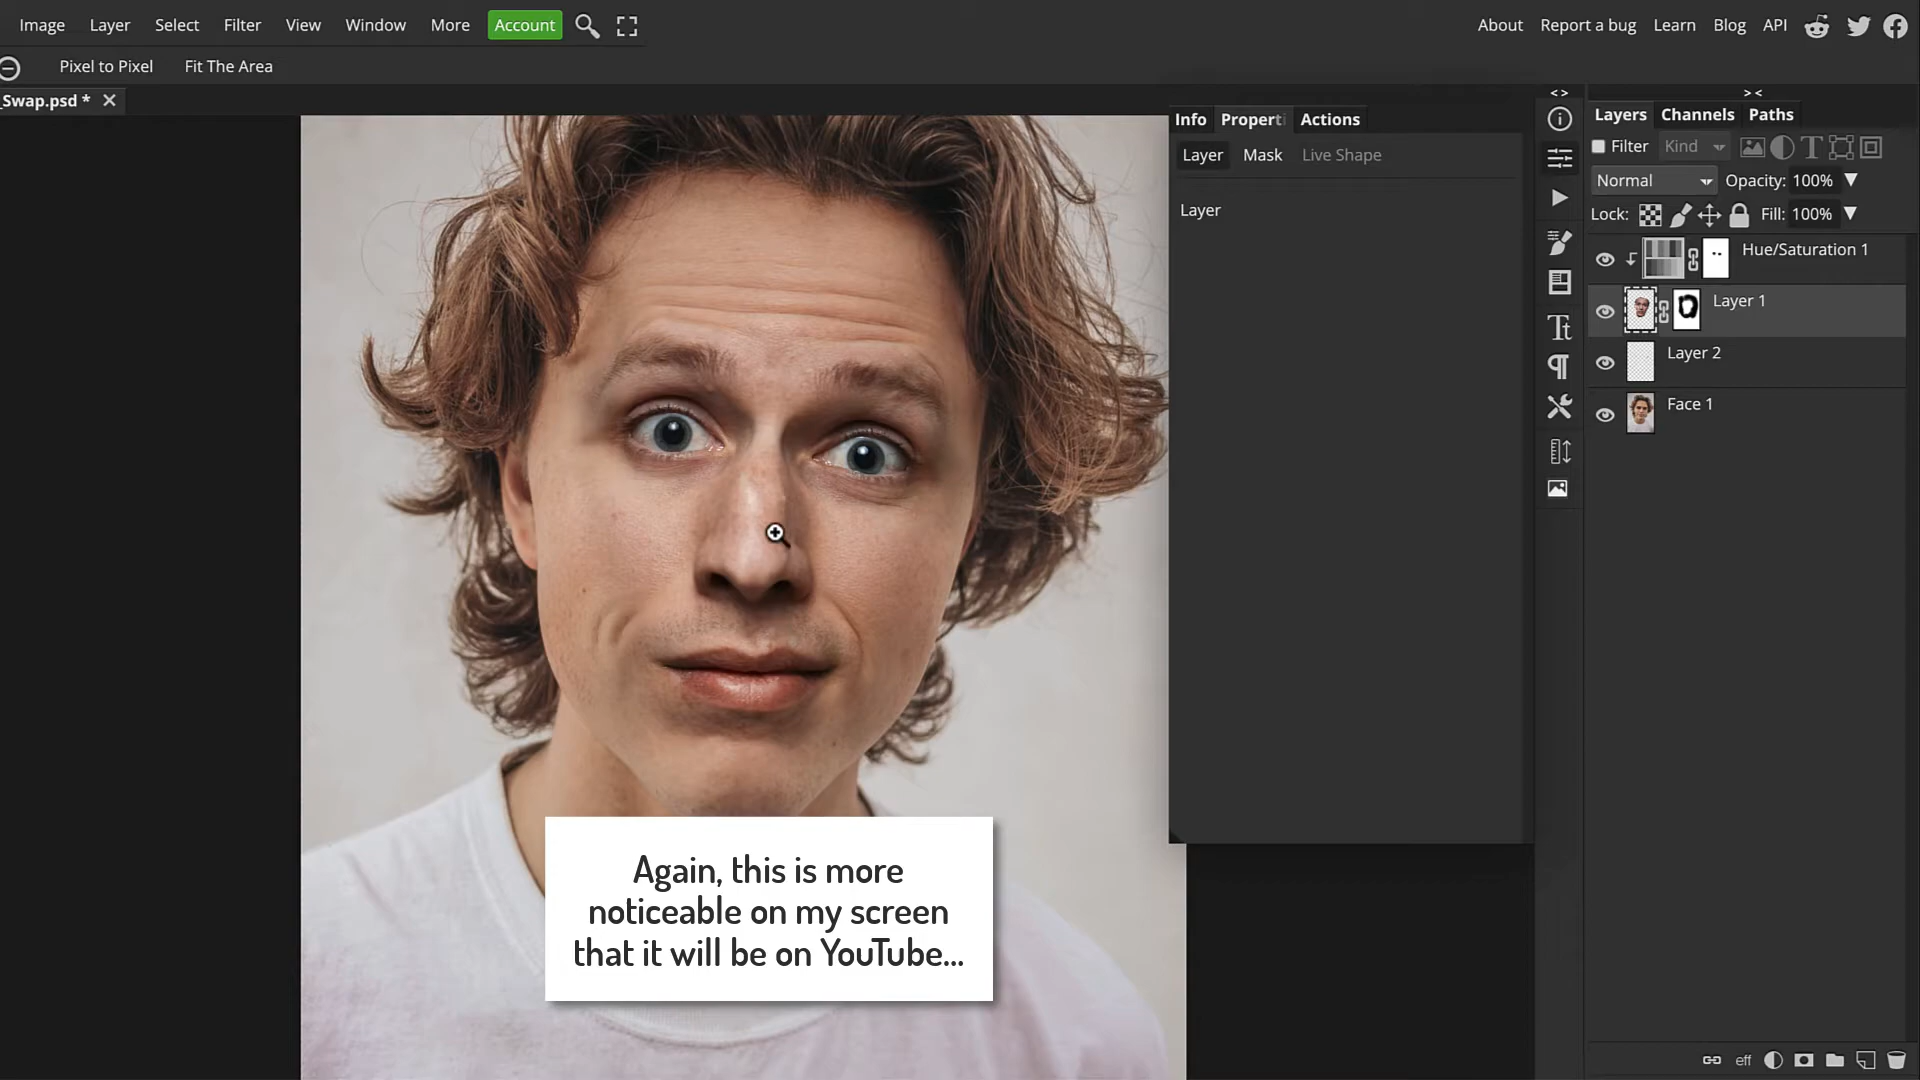 Image Layer Select Filter View Window More Account About Report a bug Learn Blog API
Pixel to Pixel Fit The Area
_Swap.psd *
Info Properti Actions
Layer Mask Live Shape
Layer
< >
> <
Layers Channels Paths
Filter Kind
Normal Opacity: 100%
Lock: Fill: 100%
Hue/Saturation 1
Layer 1
Layer 2
Face 1
Again, this is more
noticeable on my screen
that it will be on YouTube...
eff